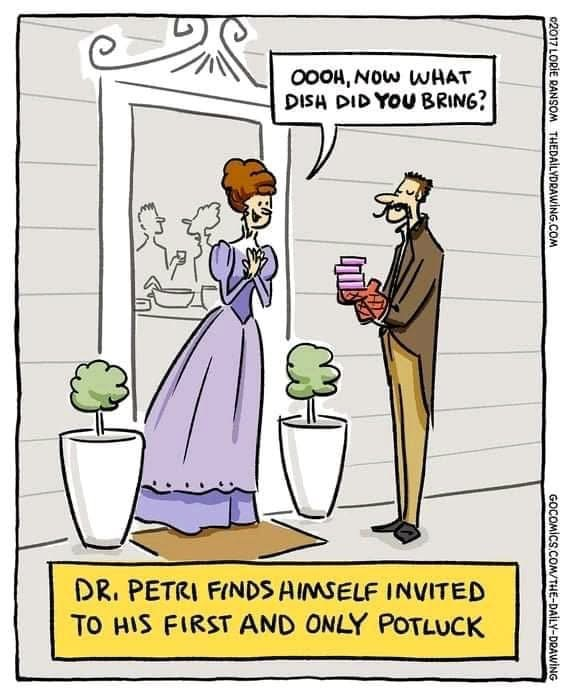 OOOH, NOW WHAT
DISH DID YOU BRING?
©2017 LORIE RANSOM THEDAILYDRAWING.COM
GOCOMICS.COM/THE-DAILY-DRAWING
DR. PETRI FINDS HIMSELF INVITED
TO HIS FIRST AND ONLY POTLUCK